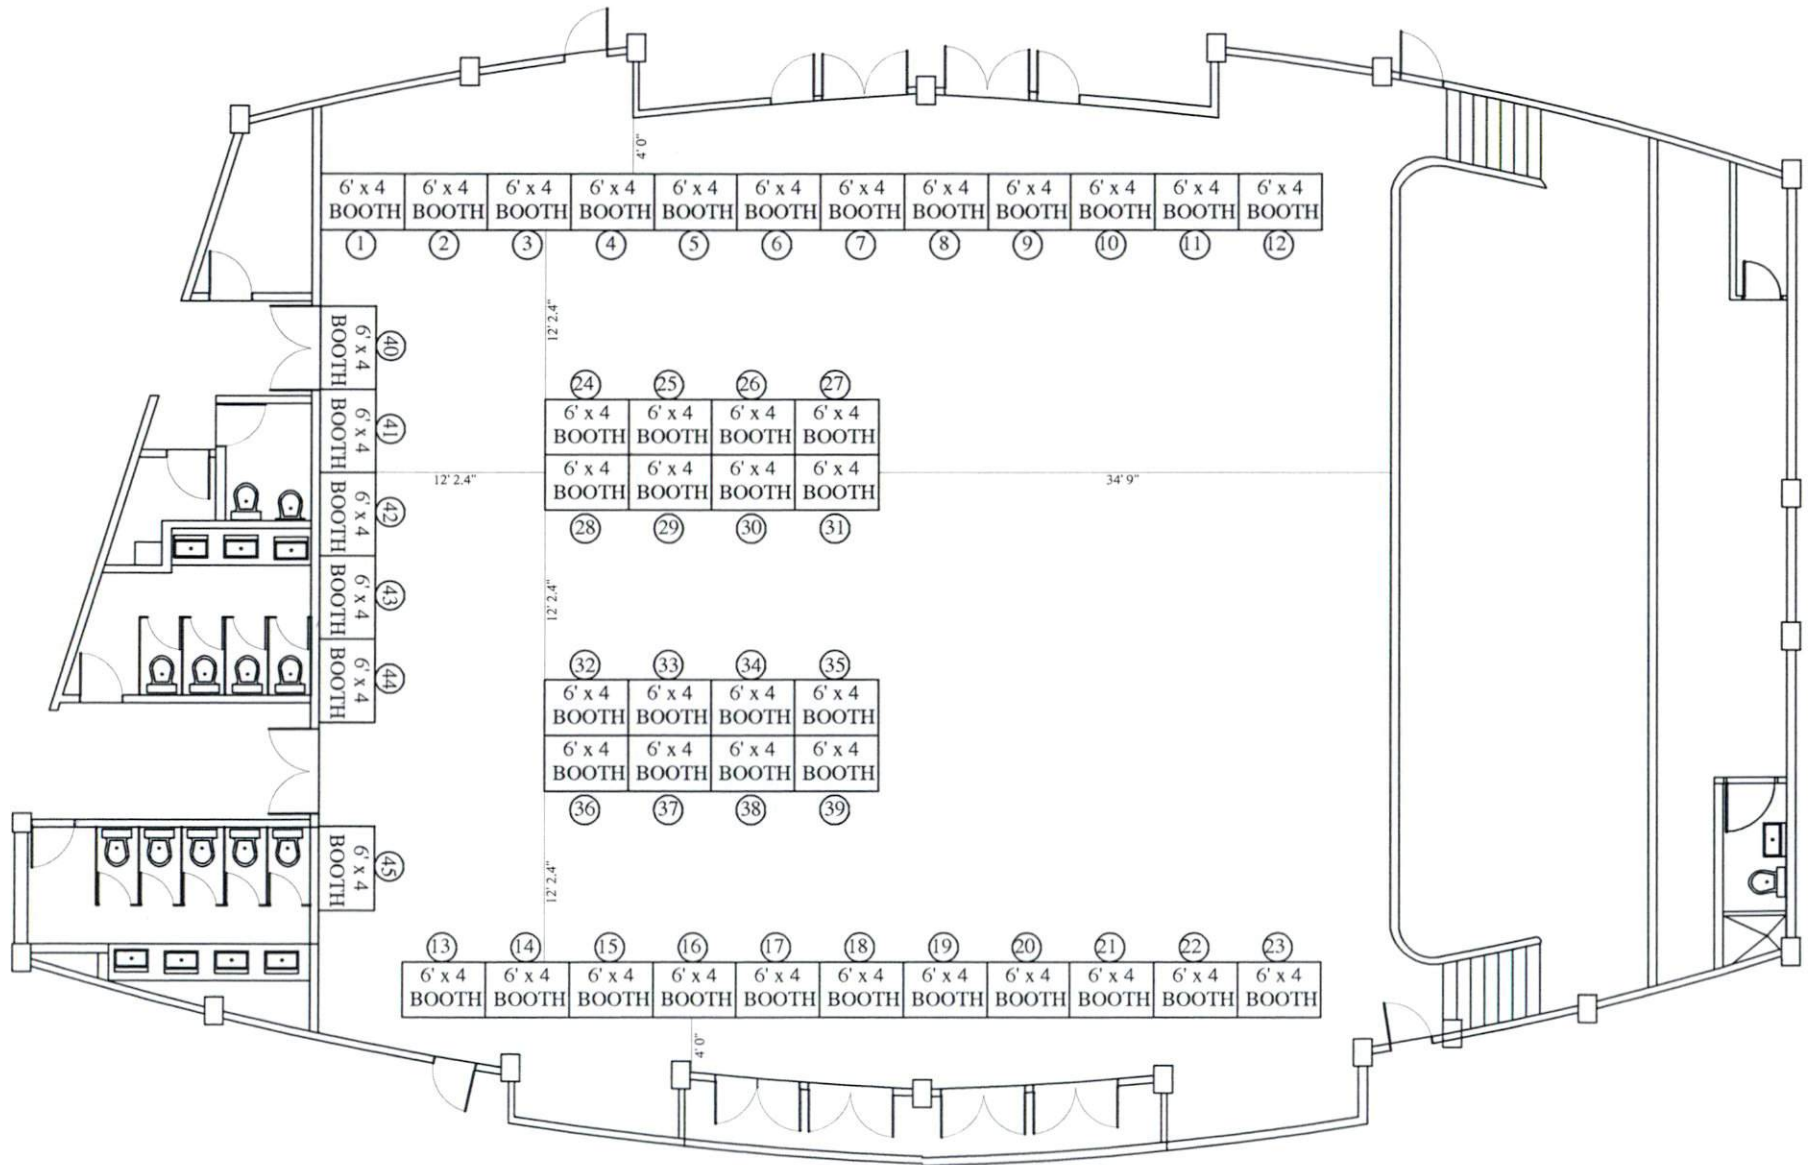 4' 0"
6' x 4 6' x 4 6' x 4 6' x 4 6' x 4 6' x 4 6' x 4 6' x 4 6' x 4 6' x 4 6' x 4 6' x 4
BOOTH BOOTH BOOTH BOOTH BOOTH BOOTH BOOTH BOOTH BOOTH BOOTH BOOTH BOOTH
1 2 3 4 5 6 7 8 9 10 11 12
12' 2.4"
40
6' x 4
BOOTH
41
6' x 4
BOOTH
42
6' x 4
BOOTH
43
6' x 4
BOOTH
44
6' x 4
BOOTH
45
6' x 4
BOOTH
24 25 26 27
6' x 4 6' x 4 6' x 4 6' x 4
BOOTH BOOTH BOOTH BOOTH
6' x 4 6' x 4 6' x 4 6' x 4
BOOTH BOOTH BOOTH BOOTH
28 29 30 31
12' 2.4"
34' 9"
12' 2.4"
32 33 34 35
6' x 4 6' x 4 6' x 4 6' x 4
BOOTH BOOTH BOOTH BOOTH
6' x 4 6' x 4 6' x 4 6' x 4
BOOTH BOOTH BOOTH BOOTH
36 37 38 39
12' 2.4"
13 14 15 16 17 18 19 20 21 22 23
6' x 4 6' x 4 6' x 4 6' x 4 6' x 4 6' x 4 6' x 4 6' x 4 6' x 4 6' x 4 6' x 4
BOOTH BOOTH BOOTH BOOTH BOOTH BOOTH BOOTH BOOTH BOOTH BOOTH BOOTH
4' 0"